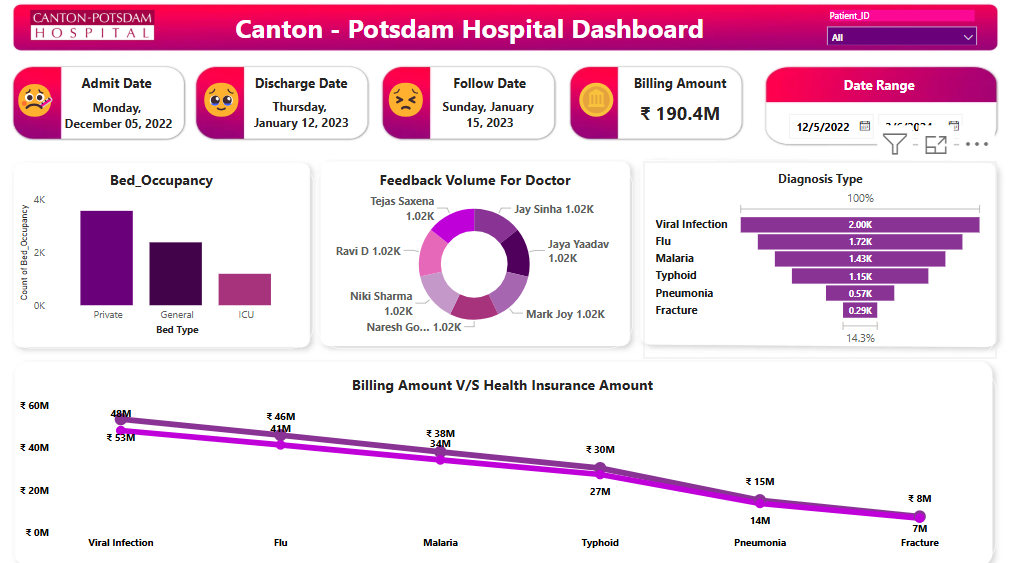 CANTON-POTSDAM
HOSPITAL
Canton - Potsdam Hospital Dashboard
Patient_ID
All
Admit Date
Monday,
December 05, 2022
Discharge Date
Thursday,
January 12, 2023
Follow Date
Sunday, January
15, 2023
Billing Amount
₹ 190.4M
Date Range
12/5/2022
Bed_Occupancy
Count of Bed_Occupancy
4K
2K
0K
Private
General
ICU
Bed Type
Feedback Volume For Doctor
Tejas Saxena
1.02K
Jay Sinha 1.02K
Ravi D 1.02K
Jaya Yaadav
1.02K
Niki Sharma
1.02K
Mark Joy 1.02K
Naresh Go... 1.02K
Diagnosis Type
100%
Viral Infection 2.00K
Flu 1.72K
Malaria 1.43K
Typhoid 1.15K
Pneumonia 0.57K
Fracture 0.29K
14.3%
Billing Amount V/S Health Insurance Amount
₹ 60M
₹ 40M
₹ 20M
₹ 0M
48M
₹ 53M
₹ 46M
41M
₹ 38M
34M
₹ 30M
27M
₹ 15M
14M
₹ 8M
7M
Viral Infection
Flu
Malaria
Typhoid
Pneumonia
Fracture